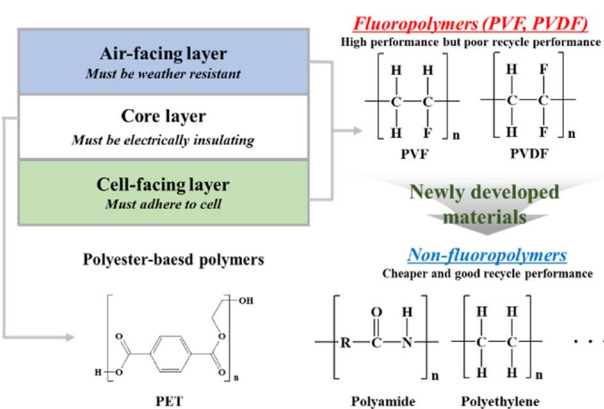 Fluoropolymers (PVF, PVDF)
High performance but poor recycle performance
Air-facing layer
Must be weather resistant
Core layer
Must be electrically insulating
Cell-facing layer
Must adhere to cell
H H
C C
H F n
PVF
H F
C C
H F n
PVDF
Newly developed
materials
Non-fluoropolymers
Cheaper and good recycle performance
Polyester-baesd polymers
OH
O
O
H O
O
n
PET
O H
R C N
n
Polyamide
H H
C C
H H n
Polyethylene
· · ·